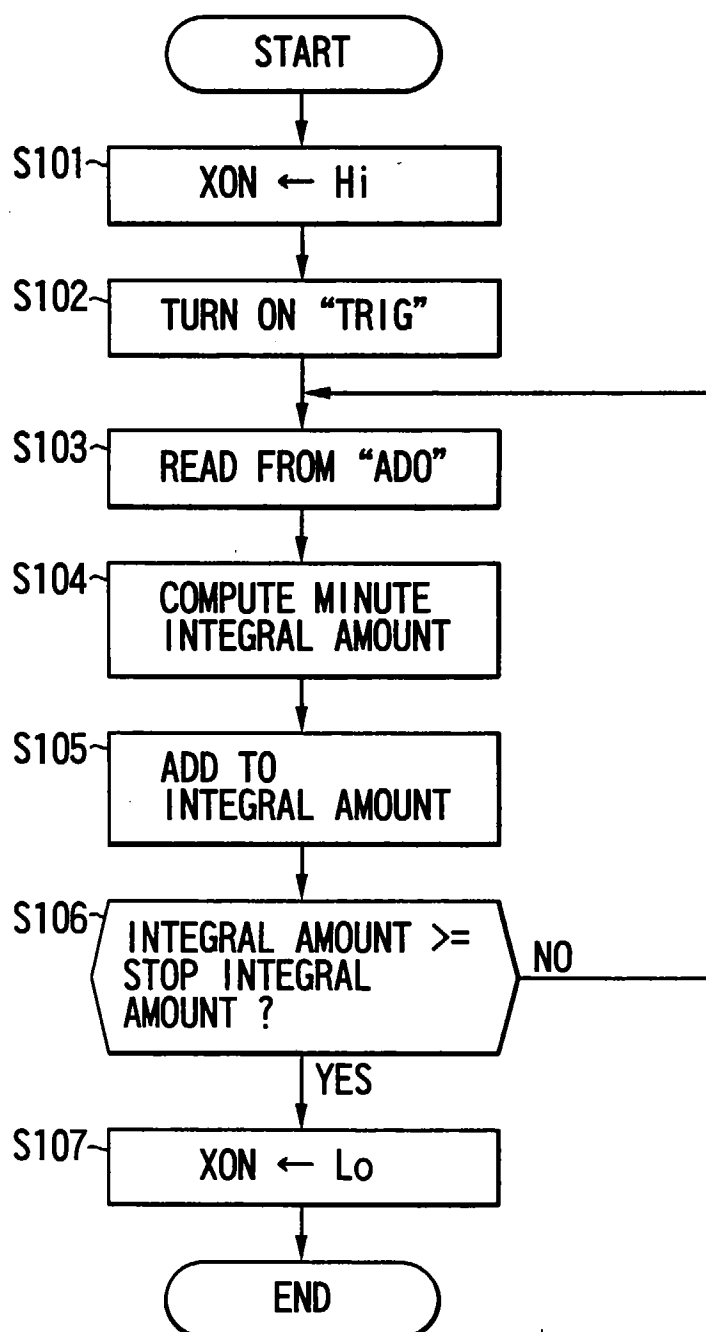 START
S101
XON ← Hi
S102
TURN ON “TRIG”
S103
READ FROM “ADO”
S104
COMPUTE MINUTE
INTEGRAL AMOUNT
S105
ADD TO
INTEGRAL AMOUNT
S106
INTEGRAL AMOUNT >=
STOP INTEGRAL
AMOUNT ?
NO
YES
S107
XON ← Lo
END